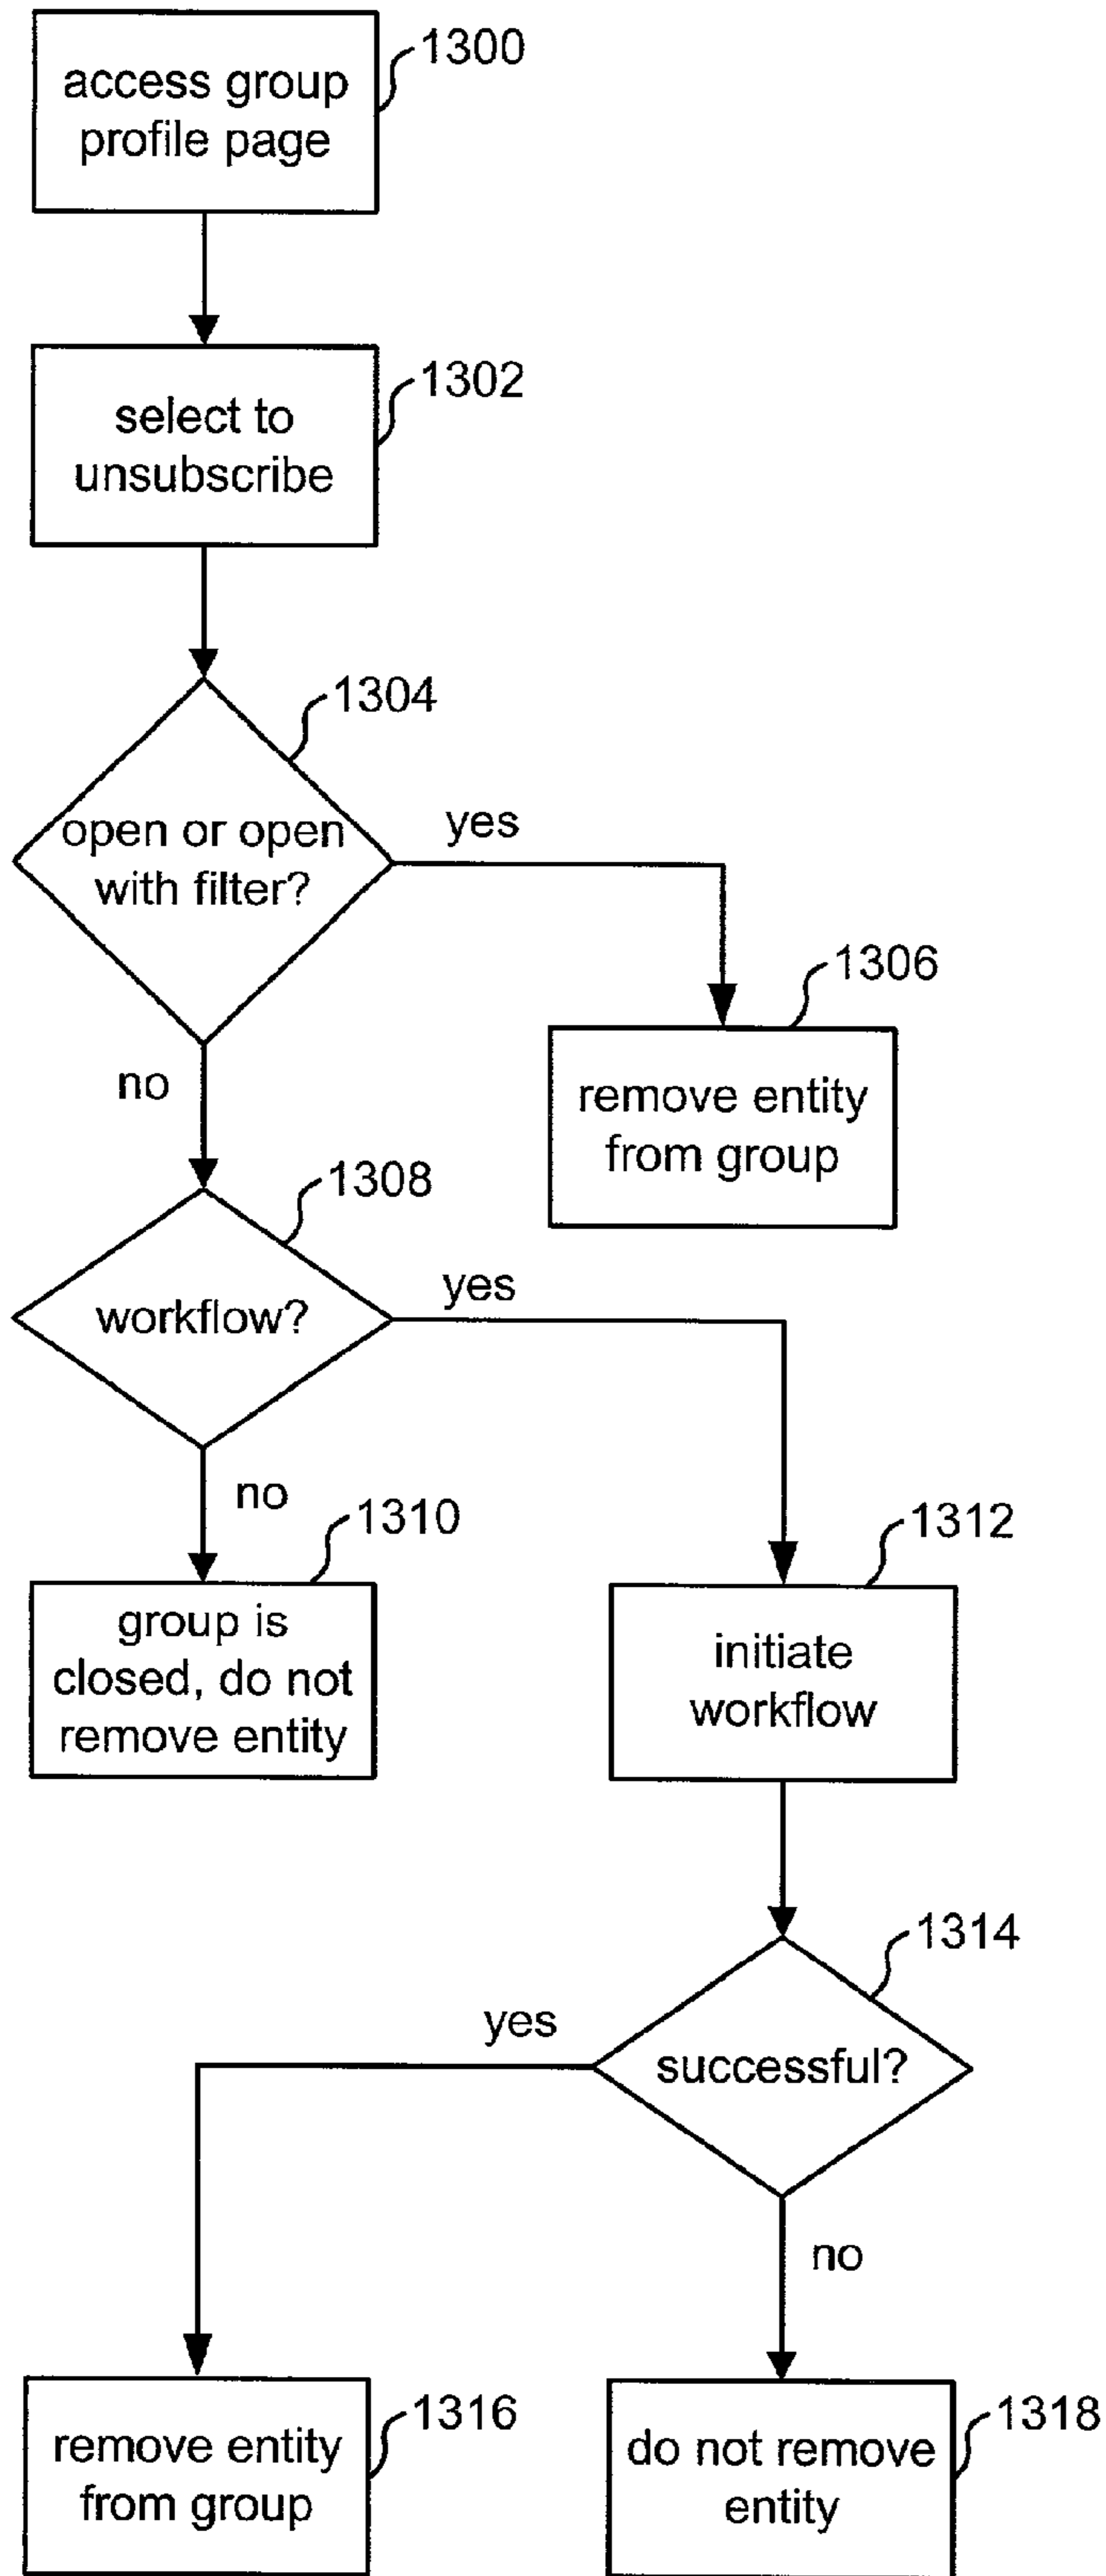 access group
profile page
1300
select to
unsubscribe
1302
1304
open or open
with filter?
yes
1306
remove entity
from group
no
1308
workflow?
yes
no
1310
group is
closed, do not
remove entity
1312
initiate
workflow
1314
successful?
yes
no
1316
remove entity
from group
1318
do not remove
entity